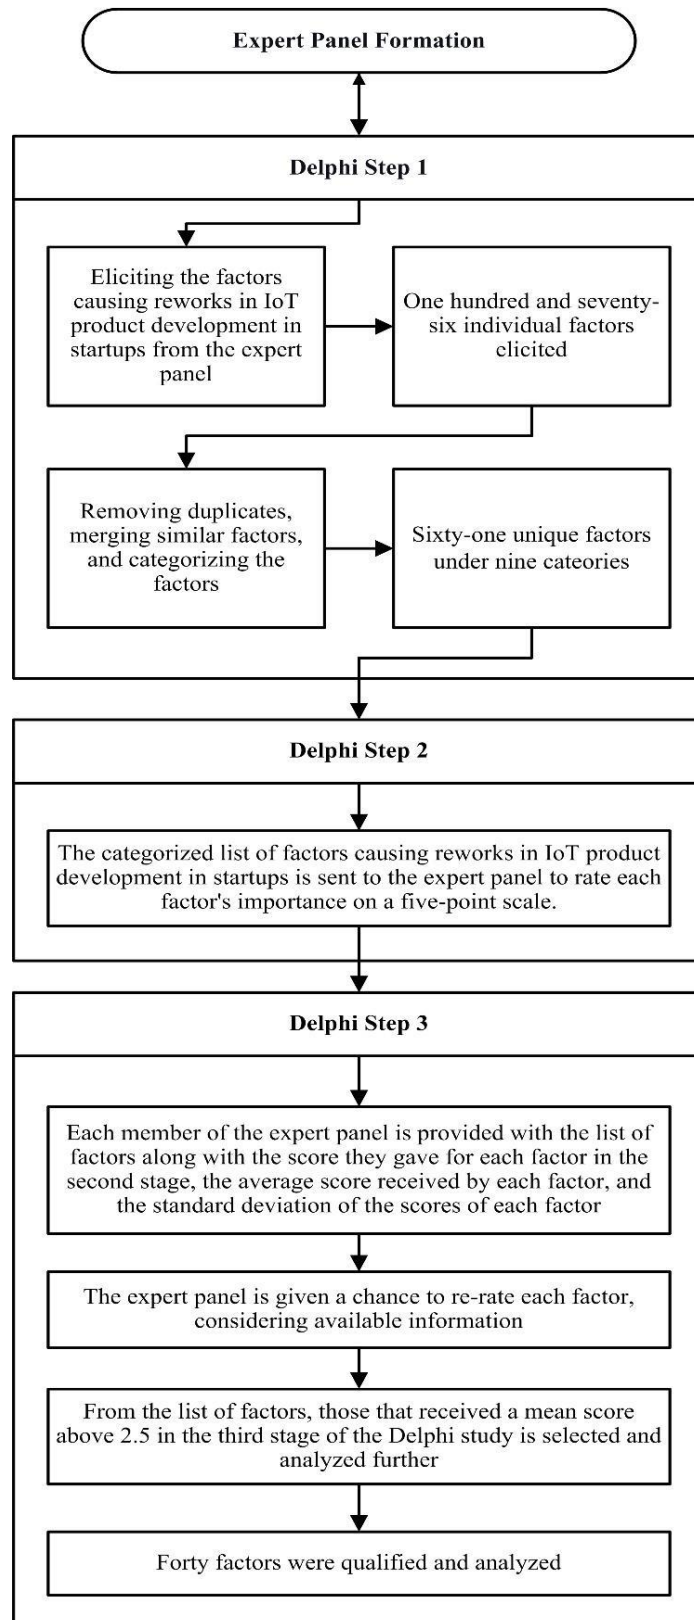 Expert Panel Formation
Delphi Step 1
Eliciting the factors
causing reworks in IoT
product development in
startups from the expert
panel
One hundred and seventy-
six individual factors
elicited
Removing duplicates,
merging similar factors,
and categorizing the
factors
Sixty-one unique factors
under nine cateories
Delphi Step 2
The categorized list of factors causing reworks in IoT product
development in startups is sent to the expert panel to rate each
factor's importance on a five-point scale.
Delphi Step 3
Each member of the expert panel is provided with the list of
factors along with the score they gave for each factor in the
second stage, the average score received by each factor, and
the standard deviation of the scores of each factor
The expert panel is given a chance to re-rate each factor,
considering available information
From the list of factors, those that received a mean score
above 2.5 in the third stage of the Delphi study is selected and
analyzed further
Forty factors were qualified and analyzed